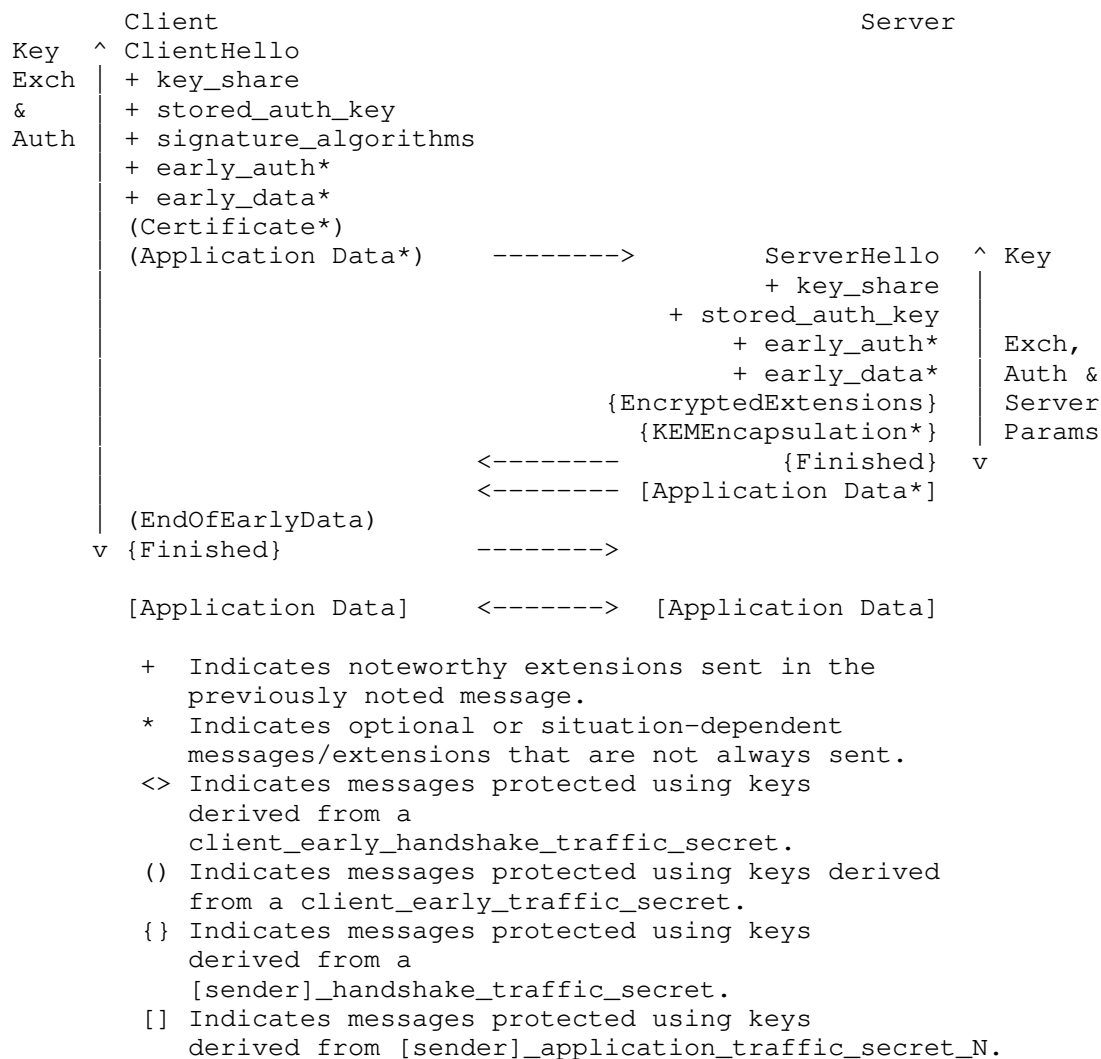 Client                                        Server
Key  ^ ClientHello
Exch | + key_share
&    | + stored_auth_key
Auth | + signature_algorithms
     | + early_auth*
     | + early_data*
     | (Certificate*)
     | (Application Data*)    -------->        ServerHello  ^ Key
     |                                         + key_share  |
     |                                   + stored_auth_key  |
     |                                       + early_auth*  | Exch,
     |                                       + early_data*  | Auth &
     |                               {EncryptedExtensions}  | Server
     |                                 {KEMEncapsulation*}  | Params
     |                       <--------          {Finished}  v
     |                       <-------- [Application Data*]
     | (EndOfEarlyData)
     v {Finished}            -------->

       [Application Data]    <------->  [Application Data]

        +  Indicates noteworthy extensions sent in the
           previously noted message.
        *  Indicates optional or situation-dependent
           messages/extensions that are not always sent.
        <> Indicates messages protected using keys
           derived from a
           client_early_handshake_traffic_secret.
        () Indicates messages protected using keys derived
           from a client_early_traffic_secret.
        {} Indicates messages protected using keys
           derived from a
           [sender]_handshake_traffic_secret.
        [] Indicates messages protected using keys
           derived from [sender]_application_traffic_secret_N.